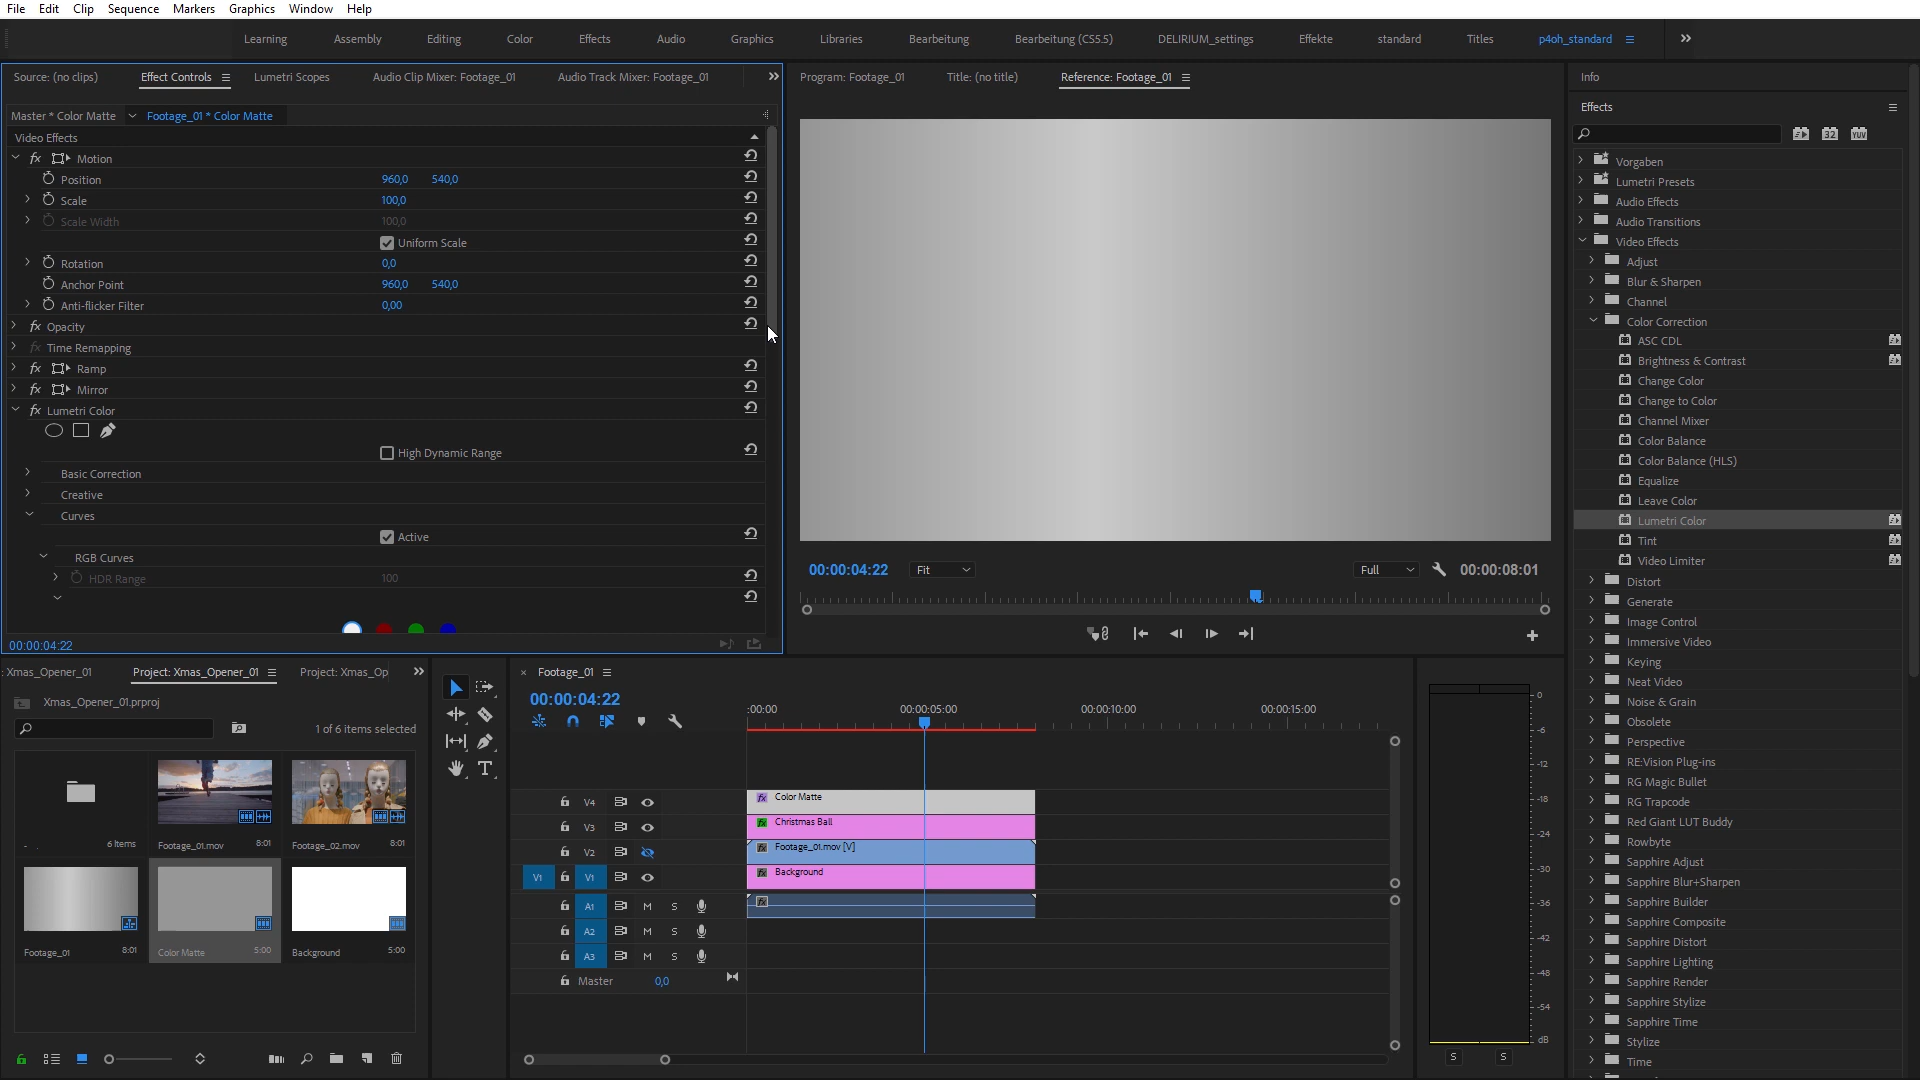 File Edit Clip Sequence Markers Graphics Window Help
Learning Assembly Editing Color Effects Audio Graphics Libraries Bearbeitung Bearbeitung (CS5.5) DELIRIUM_settings Effekte standard Titles p4oh_standard
Source: (no clips) Effect Controls Lumetri Scopes Audio Clip Mixer: Footage_01 Audio Track Mixer: Footage_01
Master * Color Matte Footage_01 * Color Matte
Video Effects
fx Motion
Position 960,0 540,0
Scale 100,0
Scale Width 100,0
Uniform Scale
Rotation 0,0
Anchor Point 960,0 540,0
Anti-flicker Filter 0,00
fx Opacity
fx Time Remapping
fx Ramp
fx Mirror
fx Lumetri Color
High Dynamic Range
Basic Correction
Creative
Curves
Active
RGB Curves
HDR Range 100
00:00:04:22
Program: Footage_01 Title: (no title) Reference: Footage_01
00:00:04:22 Fit Full 00:00:08:01
Info
Effects
32 YUV
Vorgaben
Lumetri Presets
Audio Effects
Audio Transitions
Video Effects
Adjust
Blur & Sharpen
Channel
Color Correction
ASC CDL
Brightness & Contrast
Change Color
Change to Color
Channel Mixer
Color Balance
Color Balance (HLS)
Equalize
Leave Color
Lumetri Color
Tint
Video Limiter
Distort
Generate
Image Control
Immersive Video
Keying
Neat Video
Noise & Grain
Obsolete
Perspective
RE:Vision Plug-ins
RG Magic Bullet
RG Trapcode
Red Giant LUT Buddy
Rowbyte
Sapphire Adjust
Sapphire Blur+Sharpen
Sapphire Builder
Sapphire Composite
Sapphire Distort
Sapphire Lighting
Sapphire Render
Sapphire Stylize
Sapphire Time
Stylize
Time
: Xmas_Opener_01 Project: Xmas_Opener_01 Project: Xmas_Op
Xmas_Opener_01.prproj
1 of 6 items selected
6 Items Footage_01.mov 8:01 Footage_02.mov 8:01
Footage_01 8:01 Color Matte 5:00 Background 5:00
Footage_01
00:00:04:22
:00:00 00:00:05:00 00:00:10:00 00:00:15:00
V4 fx Color Matte
V3 fx Christmas Ball
V2 fx Footage_01.mov [V]
V1 V1 fx Background
A1 M S fx
A2 M S
A3 M S
Master 0,0
0
-6
-12
-18
-24
-30
-36
-42
-48
-54
dB
S S